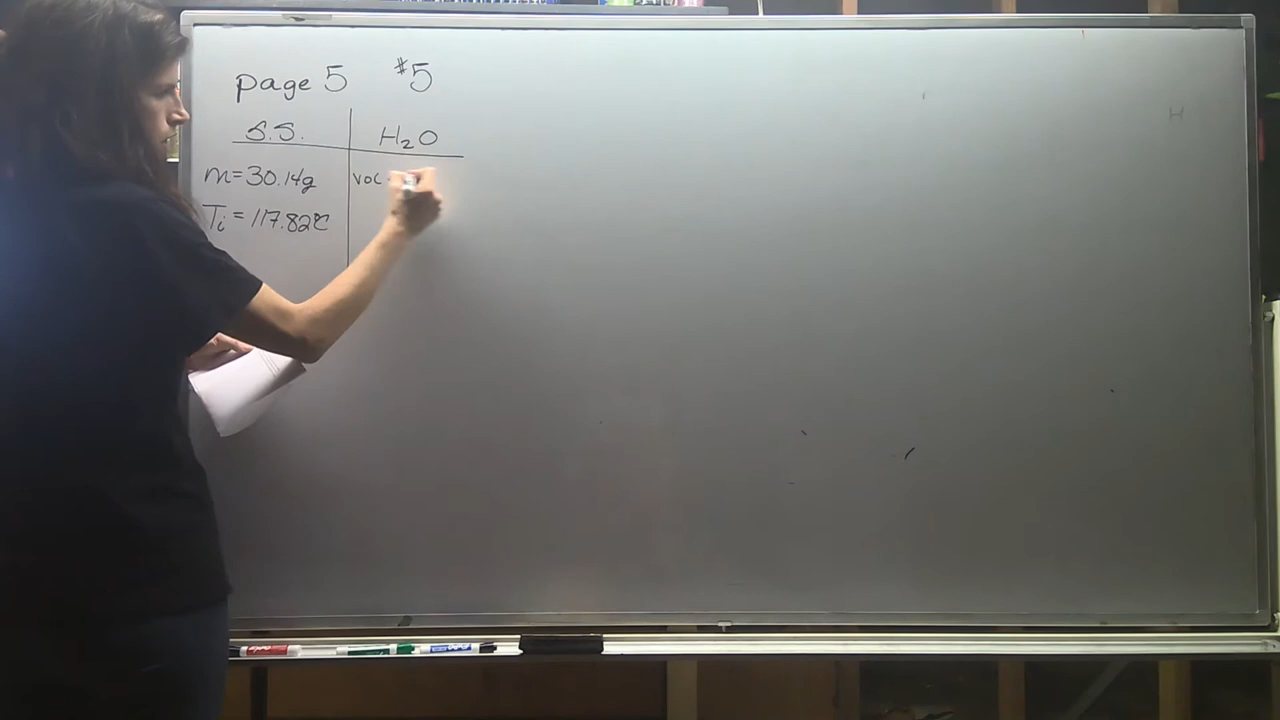 page 5 #5
S.S. H₂O
m=30.14g voc
Ti = 117.82°C
H